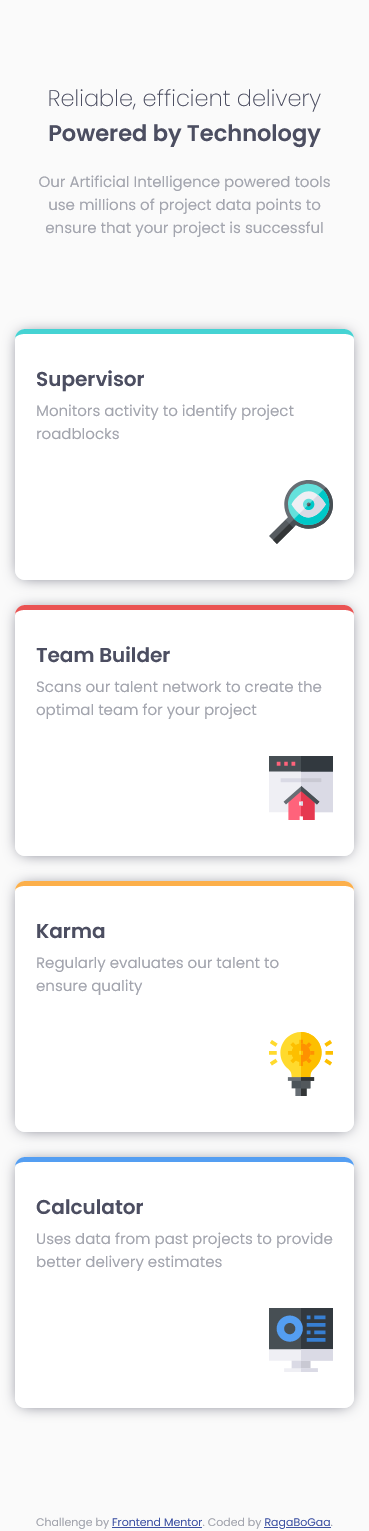 Reliable, efficient delivery
Powered by Technology
Our Artificial Intelligence powered tools
use millions of project data points to
ensure that your project is successful
Supervisor
Monitors activity to identify project
roadblocks
Team Builder
Scans our talent network to create the
optimal team for your project
Karma
Regularly evaluates our talent to
ensure quality
Calculator
Uses data from past projects to provide
better delivery estimates
Challenge by Frontend Mentor. Coded by RagaBoGaa.